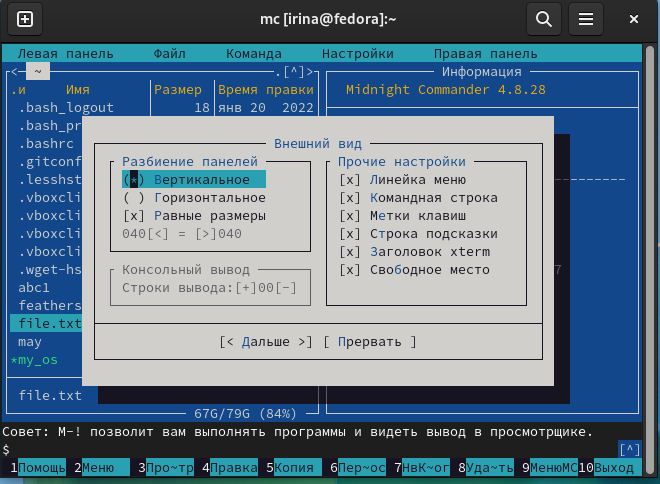 mc [irina@fedora]:~
Левая панель Файл Команда Настройки Правая панель
<─ ~ .[^]> Информация
.и Имя Размер Время правки Midnight Commander 4.8.28
.bash_logout 18 янв 20 2022
.bash_pr
.bashrc
.gitconf
.lesshst
.vboxcli
.vboxcli
.vboxcli
.vboxcli
.wget-hs 7
abc1
feathers
file.txt
may
*my_os
file.txt
67G/79G (84%)
Внешний вид
Разбиение панелей
(*) Вертикальное
( ) Горизонтальное
[x] Равные размеры
040[<] = [>]040
Консольный вывод
Строки вывода:[+]00[-]
Прочие настройки
[x] Линейка меню
[x] Командная строка
[x] Метки клавиш
[x] Строка подсказки
[x] Заголовок xterm
[x] Свободное место
[< Дальше >] [ Прервать ]
Совет: M-! позволит вам выполнять программы и видеть вывод в просмотрщике.
$ [^]
1Помощь 2Меню 3Про~тр 4Правка 5Копия 6Пер~ос 7НвК~ог 8Уда~ть 9МенюMC 10Выход